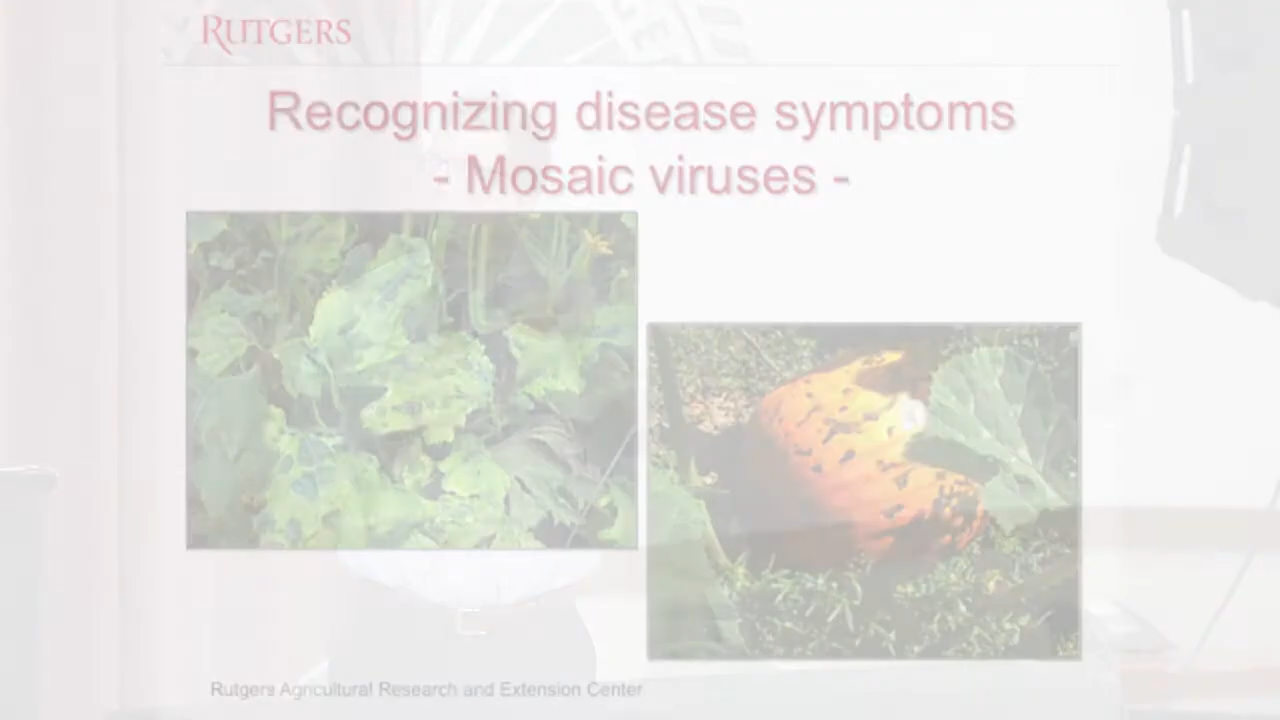 RUTGERS
Recognizing disease symptoms
- Mosaic viruses -
Rutgers Agricultural Research and Extension Center